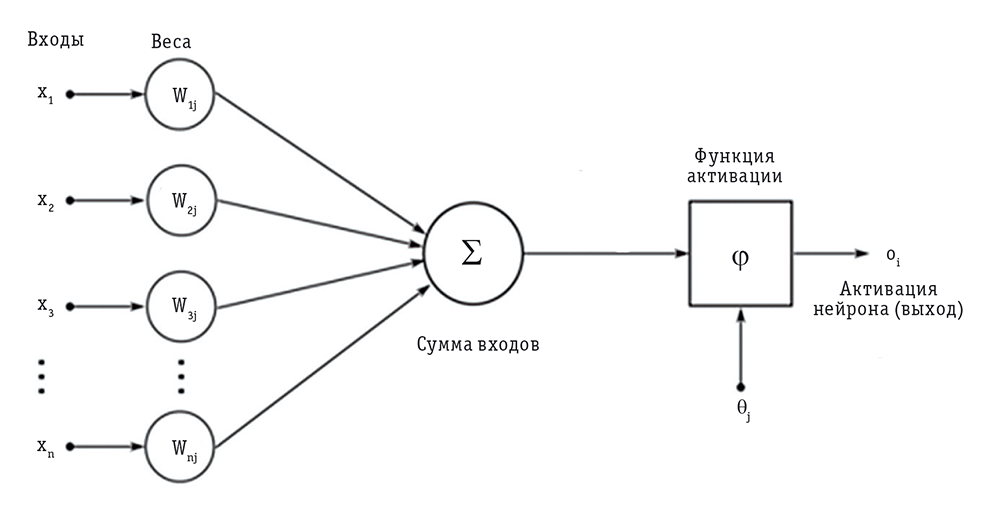 Входы
Веса
x₁
W₁ⱼ
x₂
W₂ⱼ
x₃
W₃ⱼ
xₙ
Wₙⱼ
Σ
Сумма входов
Функция
активации
φ
θⱼ
oᵢ
Активация
нейрона (выход)